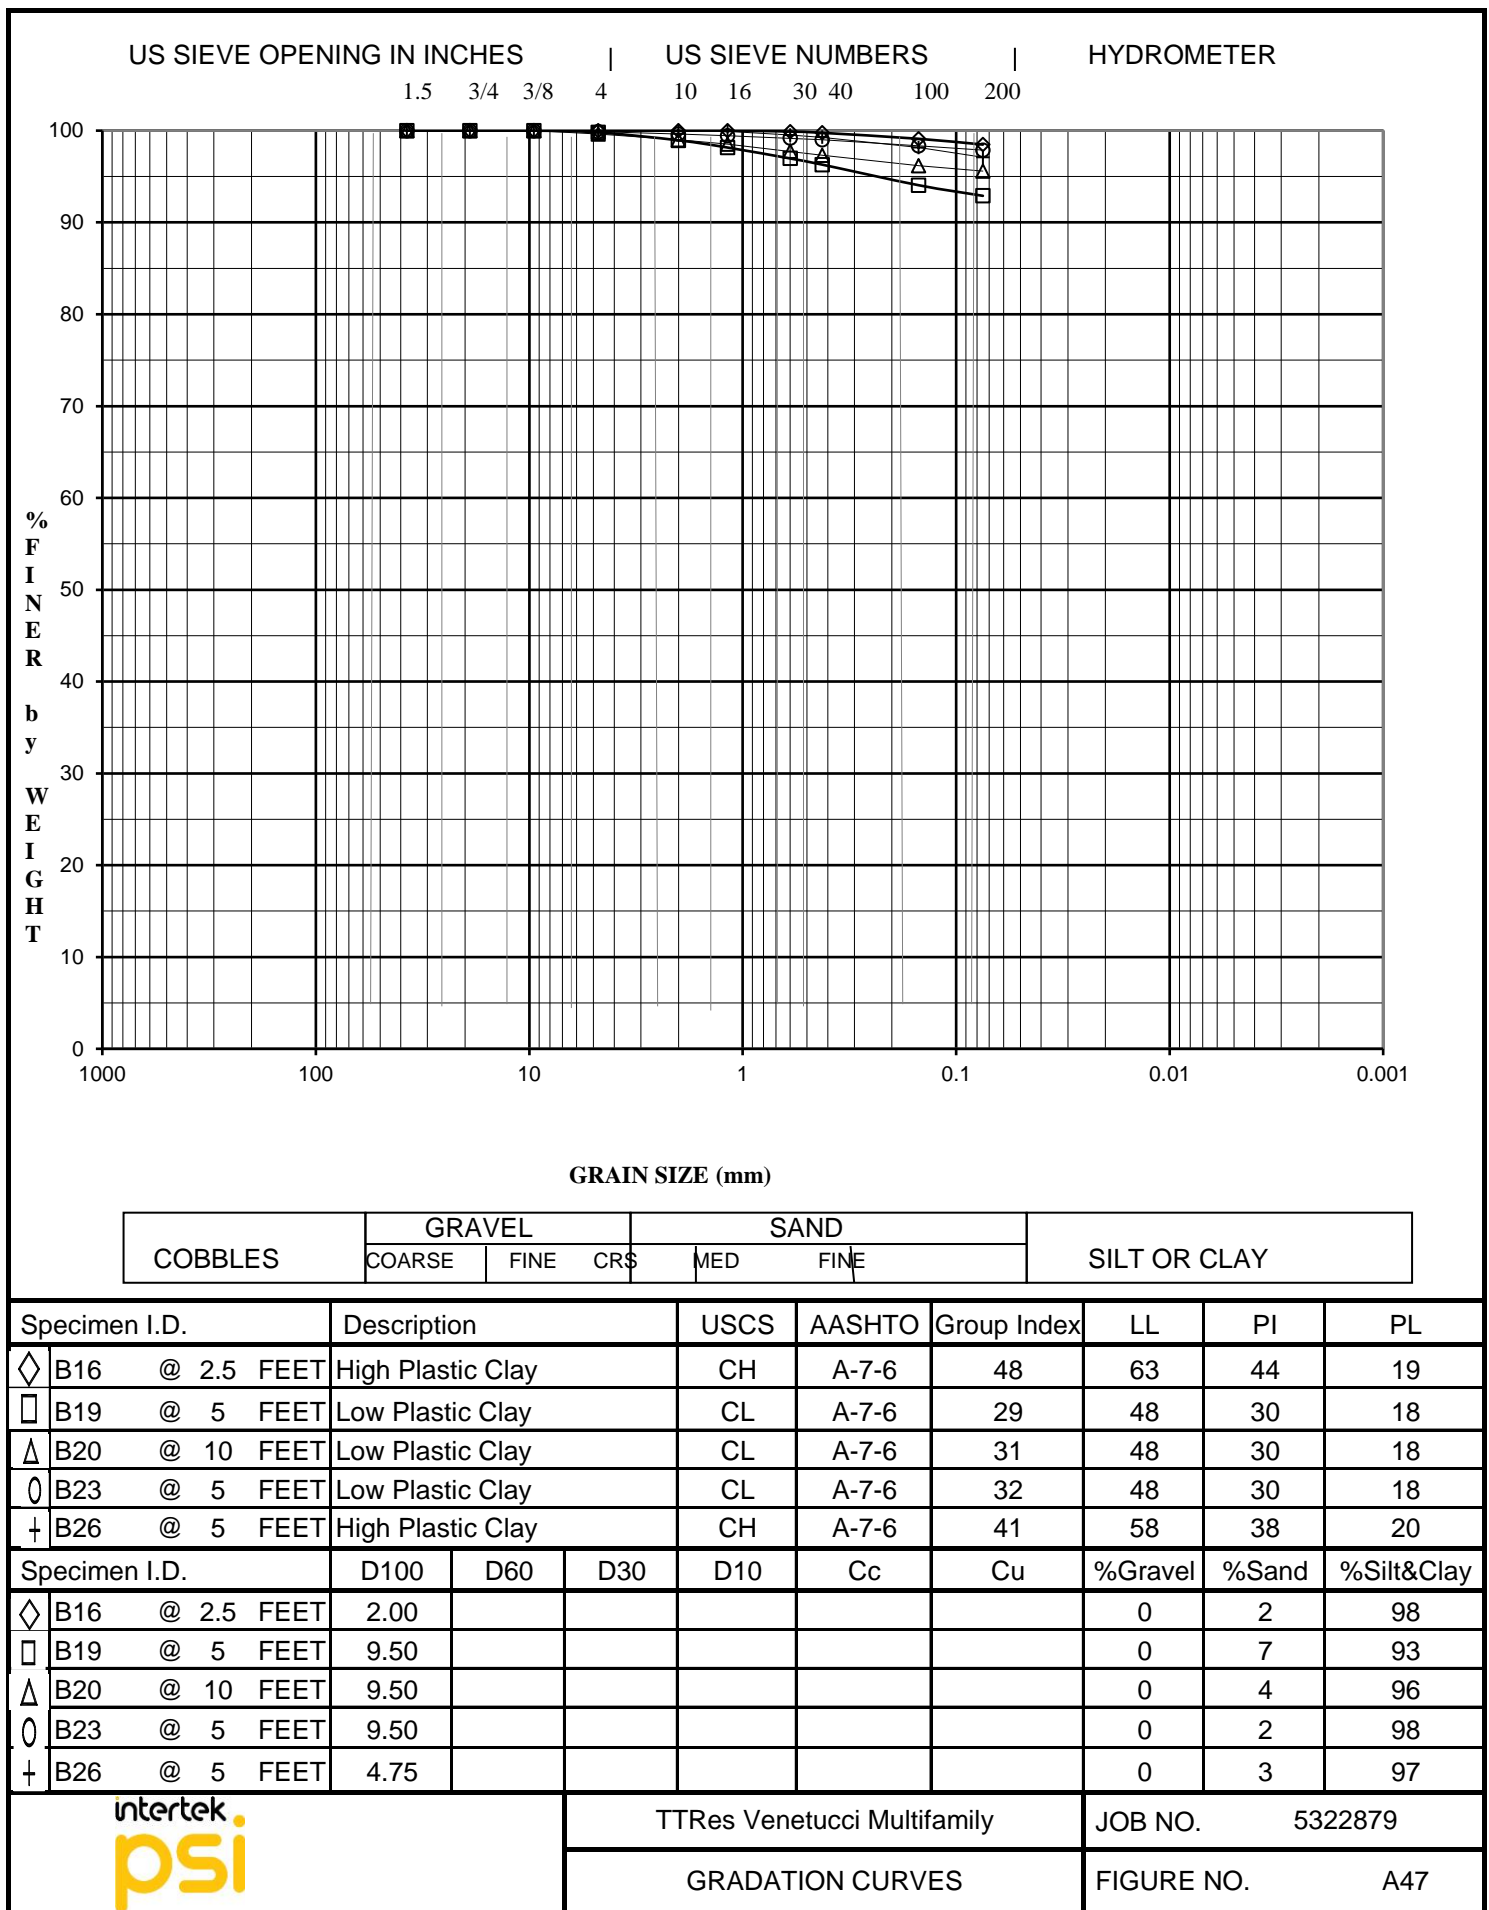 US SIEVE OPENING IN INCHES | US SIEVE NUMBERS | HYDROMETER
1.5 3/4 3/8 4 10 16 30 40 100 200
100
90
80
70
60
50
40
30
20
10
0
% FINER by WEIGHT
1000 100 10 1 0.1 0.01 0.001
GRAIN SIZE (mm)
COBBLES GRAVEL SAND SILT OR CLAY
COARSE FINE CRS MED FINE
Specimen I.D. Description USCS AASHTO Group Index LL PI PL
B16 @ 2.5 FEET High Plastic Clay CH A-7-6 48 63 44 19
B19 @ 5 FEET Low Plastic Clay CL A-7-6 29 48 30 18
B20 @ 10 FEET Low Plastic Clay CL A-7-6 31 48 30 18
B23 @ 5 FEET Low Plastic Clay CL A-7-6 32 48 30 18
B26 @ 5 FEET High Plastic Clay CH A-7-6 41 58 38 20
Specimen I.D. D100 D60 D30 D10 Cc Cu %Gravel %Sand %Silt&Clay
B16 @ 2.5 FEET 2.00 0 2 98
B19 @ 5 FEET 9.50 0 7 93
B20 @ 10 FEET 9.50 0 4 96
B23 @ 5 FEET 9.50 0 2 98
B26 @ 5 FEET 4.75 0 3 97
intertek
psi
TTRes Venetucci Multifamily JOB NO. 5322879
GRADATION CURVES FIGURE NO. A47